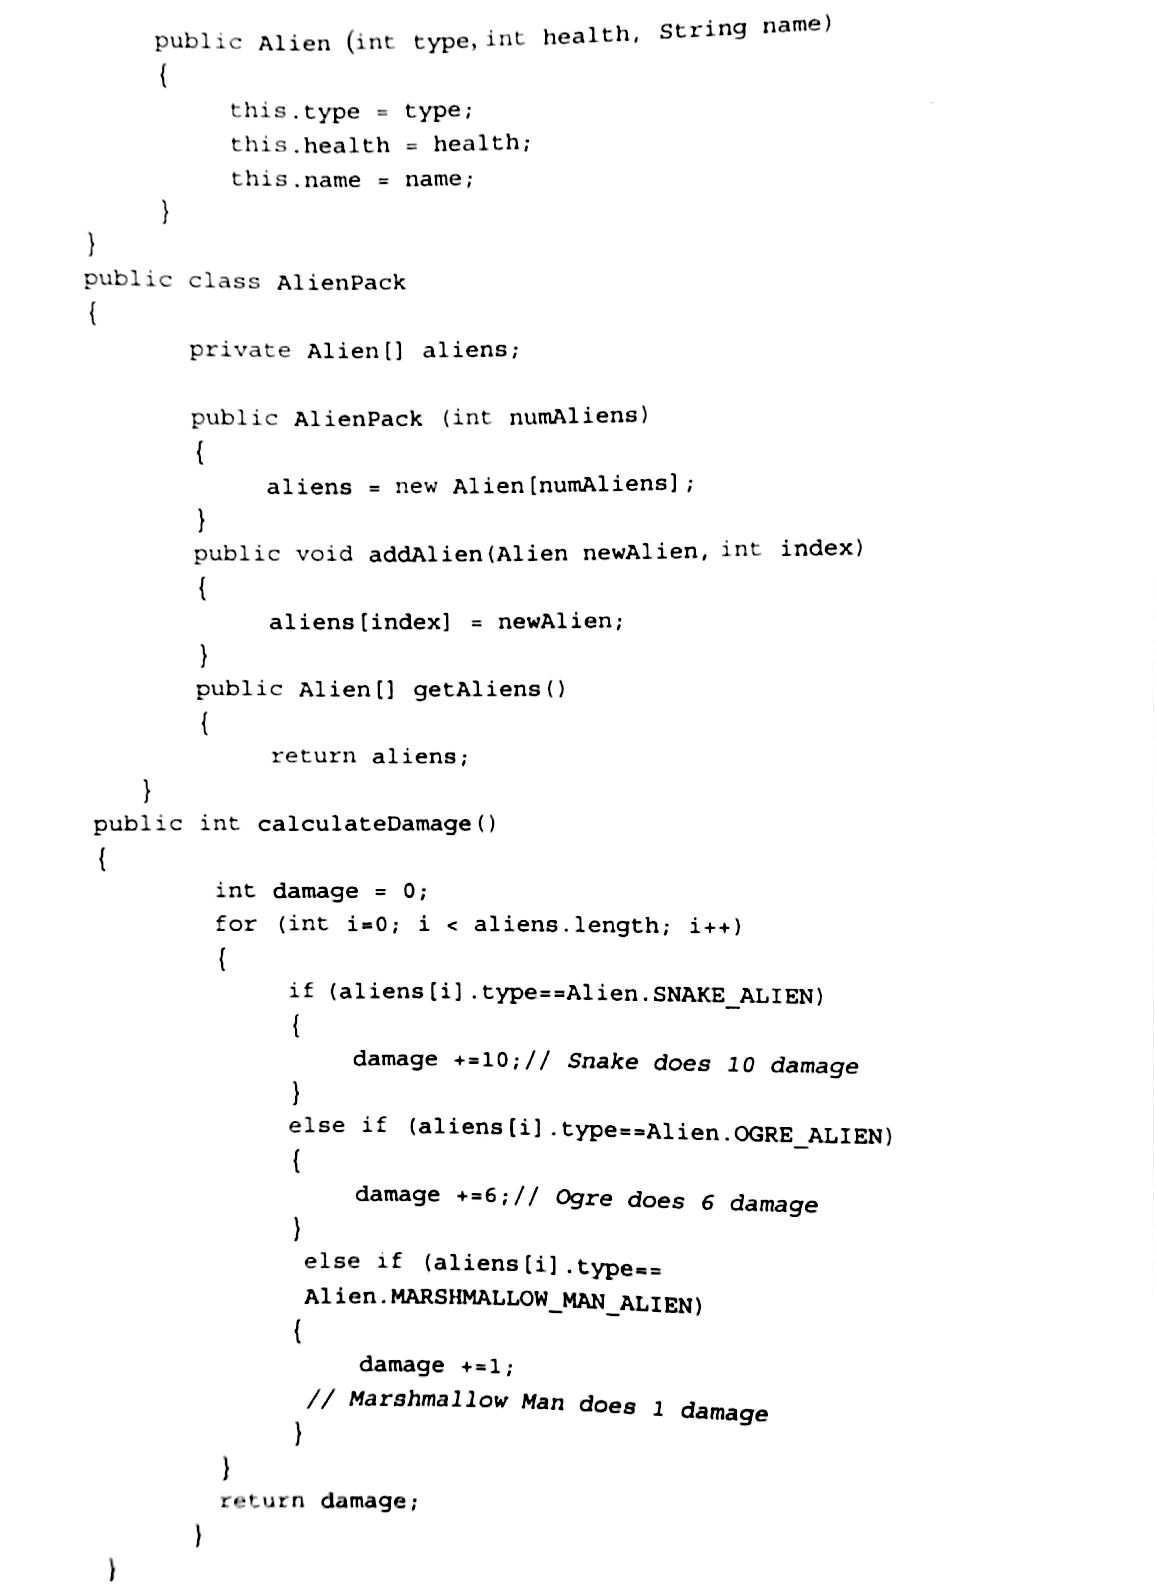 public Alien (int type, int health, String name)
{
this.type = type;
this.health = health;
this.name = name;
}
}
public class AlienPack
{
private Alien[] aliens;
public AlienPack (int numAliens)
{
aliens = new Alien[numAliens];
}
public void addAlien(Alien newAlien, int index)
{
aliens[index] = newAlien;
}
public Alien[] getAliens()
{
return aliens;
}
public int calculateDamage()
{
int damage = 0;
for (int i=0; i < aliens.length; i++)
{
if (aliens[i].type==Alien.SNAKE_ALIEN)
{
damage +=10;// Snake does 10 damage
}
else if (aliens[i].type==Alien.OGRE_ALIEN)
{
damage +=6;// Ogre does 6 damage
}
else if (aliens[i].type==
Alien.MARSHMALLOW_MAN_ALIEN)
{
damage +=1;
// Marshmallow Man does 1 damage
}
}
return damage;
}
}